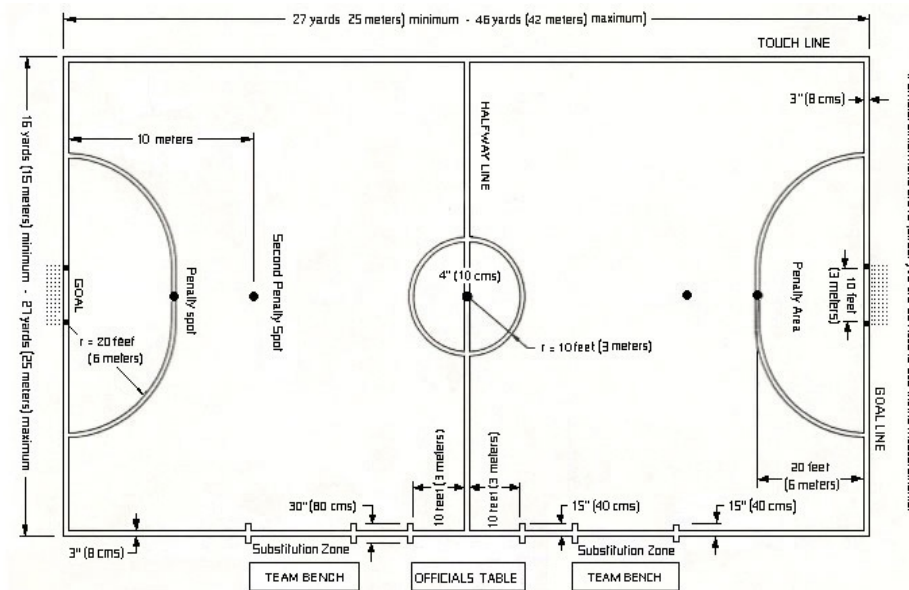 27 yards 25 meters) minimum - 46 yards (42 meters) maximum)
TOUCH LINE
3" (8 cms)
10 meters
HALFWAY LINE
16 yards (15 meters) minimum - 27 yards (25 meters) maximum
GOAL
Penally spot
Second Penally Spot
4" (10 cms)
Penally Area
10 feet
(3 meters)
r = 20 feef
(6 meters)
r = 10 feet (3 meters)
GOAL LINE
10 feet (3 meters)
10 feet (3 meters)
20 feet
(6 meters)
30" (80 cms)
15" (40 cms)
15" (40 cms)
3" (8 cms)
Substitution Zone
Substitution Zone
TEAM BENCH
OFFICIALS TABLE
TEAM BENCH